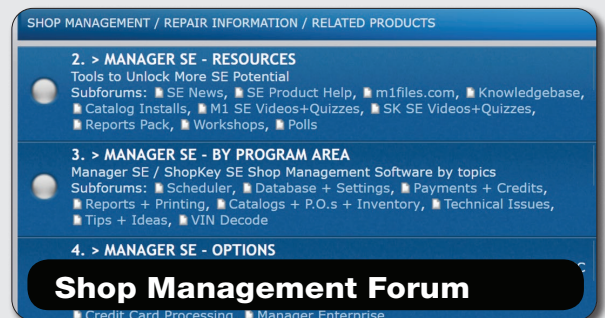 SHOP MANAGEMENT / REPAIR INFORMATION / RELATED PRODUCTS
2. > MANAGER SE - RESOURCES
Tools to Unlock More SE Potential
Subforums: SE News, SE Product Help, m1files.com, Knowledgebase,
Catalog Installs, M1 SE Videos+Quizzes, SK SE Videos+Quizzes,
Reports Pack, Workshops, Polls
3. > MANAGER SE - BY PROGRAM AREA
Manager SE / ShopKey SE Shop Management Software by topics
Subforums: Scheduler, Database + Settings, Payments + Credits,
Reports + Printing, Catalogs + P.O.s + Inventory, Technical Issues,
Tips + Ideas, VIN Decode
4. > MANAGER SE - OPTIONS
Shop Management Forum
Credit Card Processing, Manager Enterprise